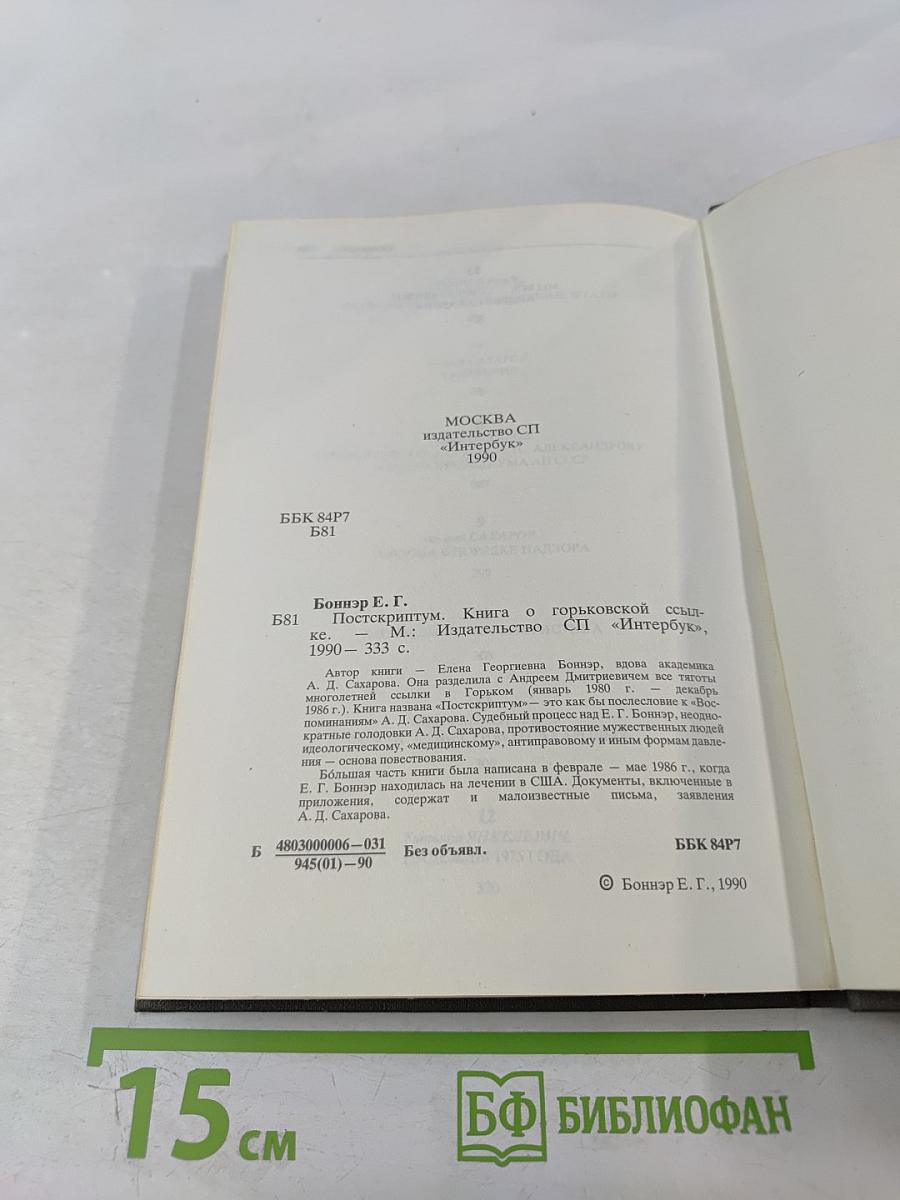 МОСКВА
издательство СП
«Интербук»
1990
ББК 84Р7
Б81
Боннэр Е. Г.
Б81 Постскриптум. Книга о горьковской ссыл-
ке. — М.: Издательство СП «Интербук»,
1990— 333 с.
Автор книги — Елена Георгиевна Боннэр, вдова академика
А. Д. Сахарова. Она разделила с Андреем Дмитриевичем все тяготы
многолетней ссылки в Горьком (январь 1980 г. — декабрь
1986 г.). Книга названа «Постскриптум»— это как бы послесловие к «Вос-
поминаниям» А. Д. Сахарова. Судебный процесс над Е. Г. Боннэр, неодно-
кратные голодовки А. Д. Сахарова, противостояние мужественных людей
идеологическому, «медицинскому», антиправовому и иным формам давле-
ния — основа повествования.
Бо́льшая часть книги была написана в феврале — мае 1986 г., когда
Е. Г. Боннэр находилась на лечении в США. Документы, включенные в
приложения, содержат и малоизвестные письма, заявления
А. Д. Сахарова.
Б 4803000006—031
945(01)—90
Без объявл.
ББК 84Р7
© Боннэр Е. Г., 1990
15 см
БФ БИБЛИОФАН